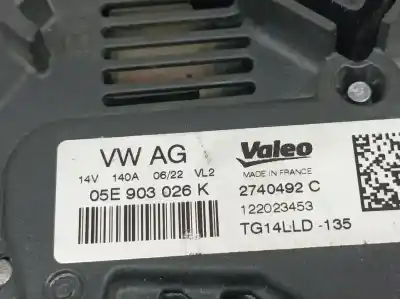 VW AG
14V 140A 06/22 VL2
05E 903 026 K
Valeo
MADE IN FRANCE
2740492 C
122023453
TG14LLD -135